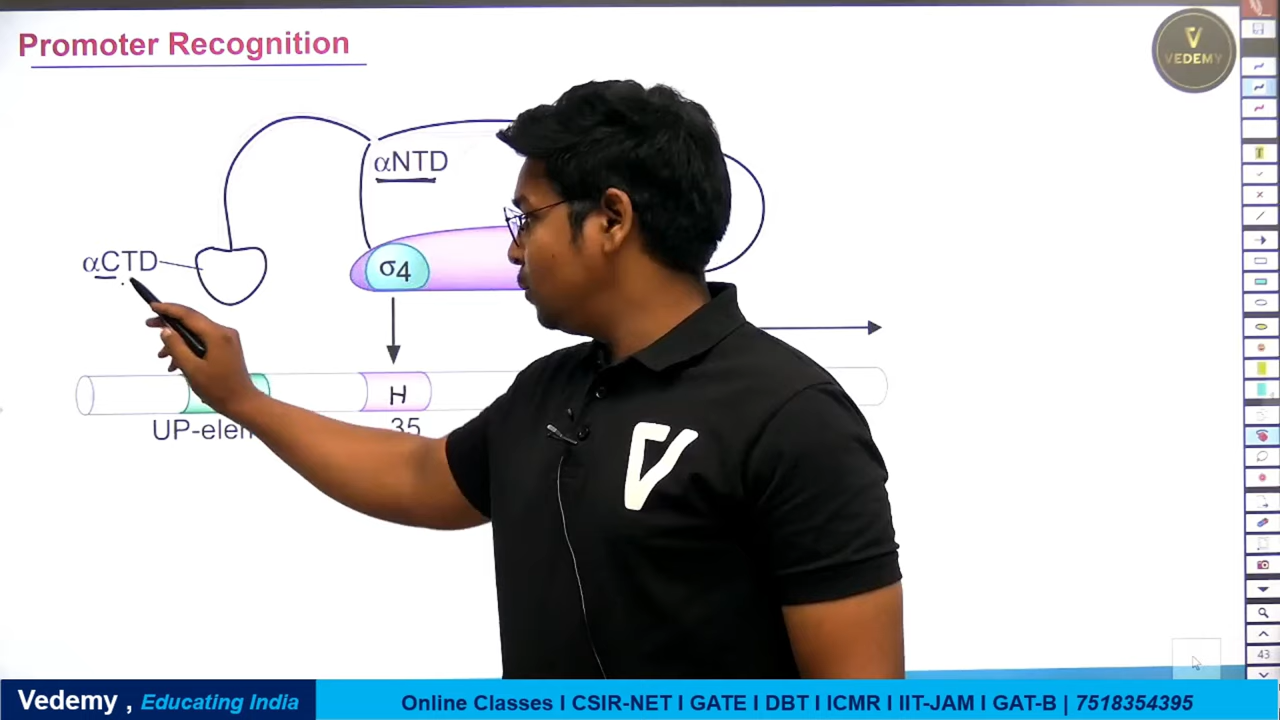 Promoter Recognition
V
VEDEMY
αNTD
αCTD
σ4
H
UP-elem
35
43
Vedemy , Educating India
Online Classes I CSIR-NET I GATE I DBT I ICMR I IIT-JAM I GAT-B | 7518354395